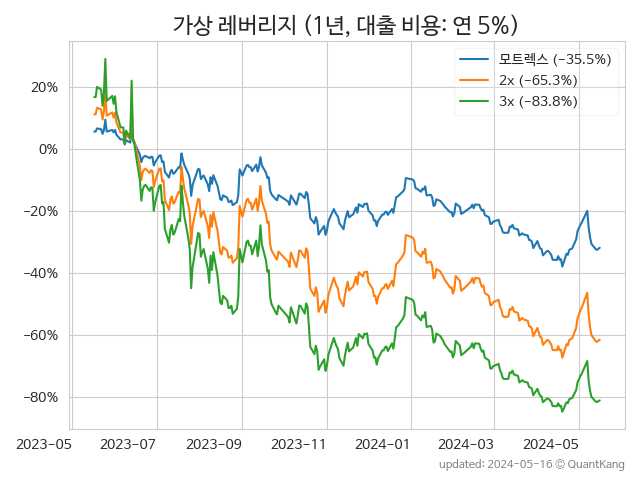 가상 레버리지 (1년, 대출 비용: 연 5%)
모트렉스 (-35.5%)
2x (-65.3%)
3x (-83.8%)
20%
0%
-20%
-40%
-60%
-80%
2023-05 2023-07 2023-09 2023-11 2024-01 2024-03 2024-05
updated: 2024-05-16 © QuantKang